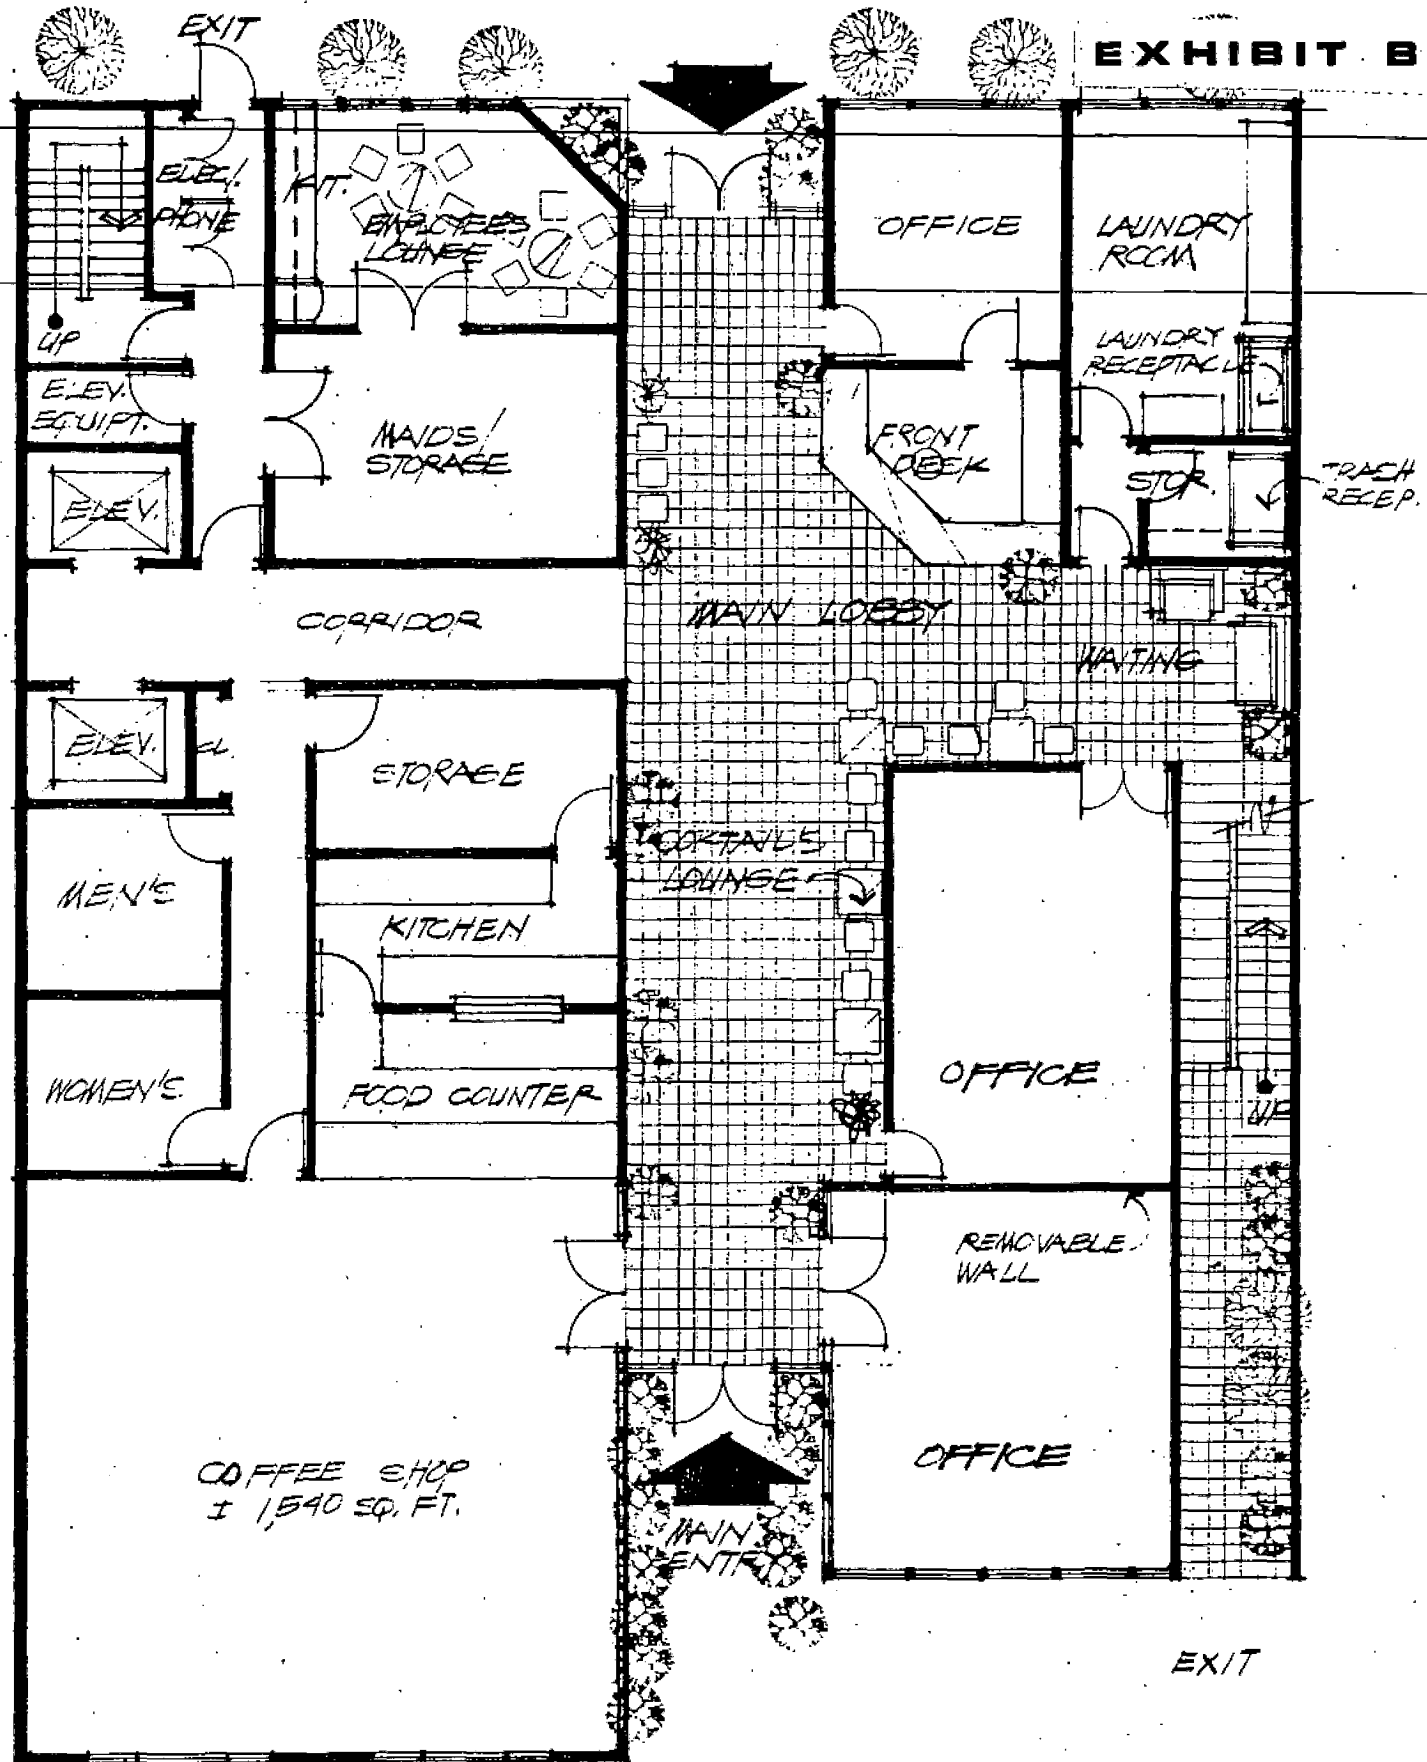 EXIT
EXHIBIT B
ELEC./
PHONE
KIT.
EMPLOYEES
LOUNGE
OFFICE
LAUNDRY
ROOM
UP
LAUNDRY
RECEPTACLE
ELEV.
EQUIPT.
MAIDS/
STORAGE
FRONT
DESK
ELEV.
STOR.
TRASH
RECEP.
CORRIDOR
MAIN LOBBY
WAITING
ELEV.
CL.
STORAGE
COKTAILS
LOUNGE
MEN'S
KITCHEN
OFFICE
WOMEN'S
FOOD COUNTER
UP
REMOVABLE
WALL
COFFEE SHOP
± 1,540 SQ. FT.
OFFICE
MAIN
ENTR
EXIT